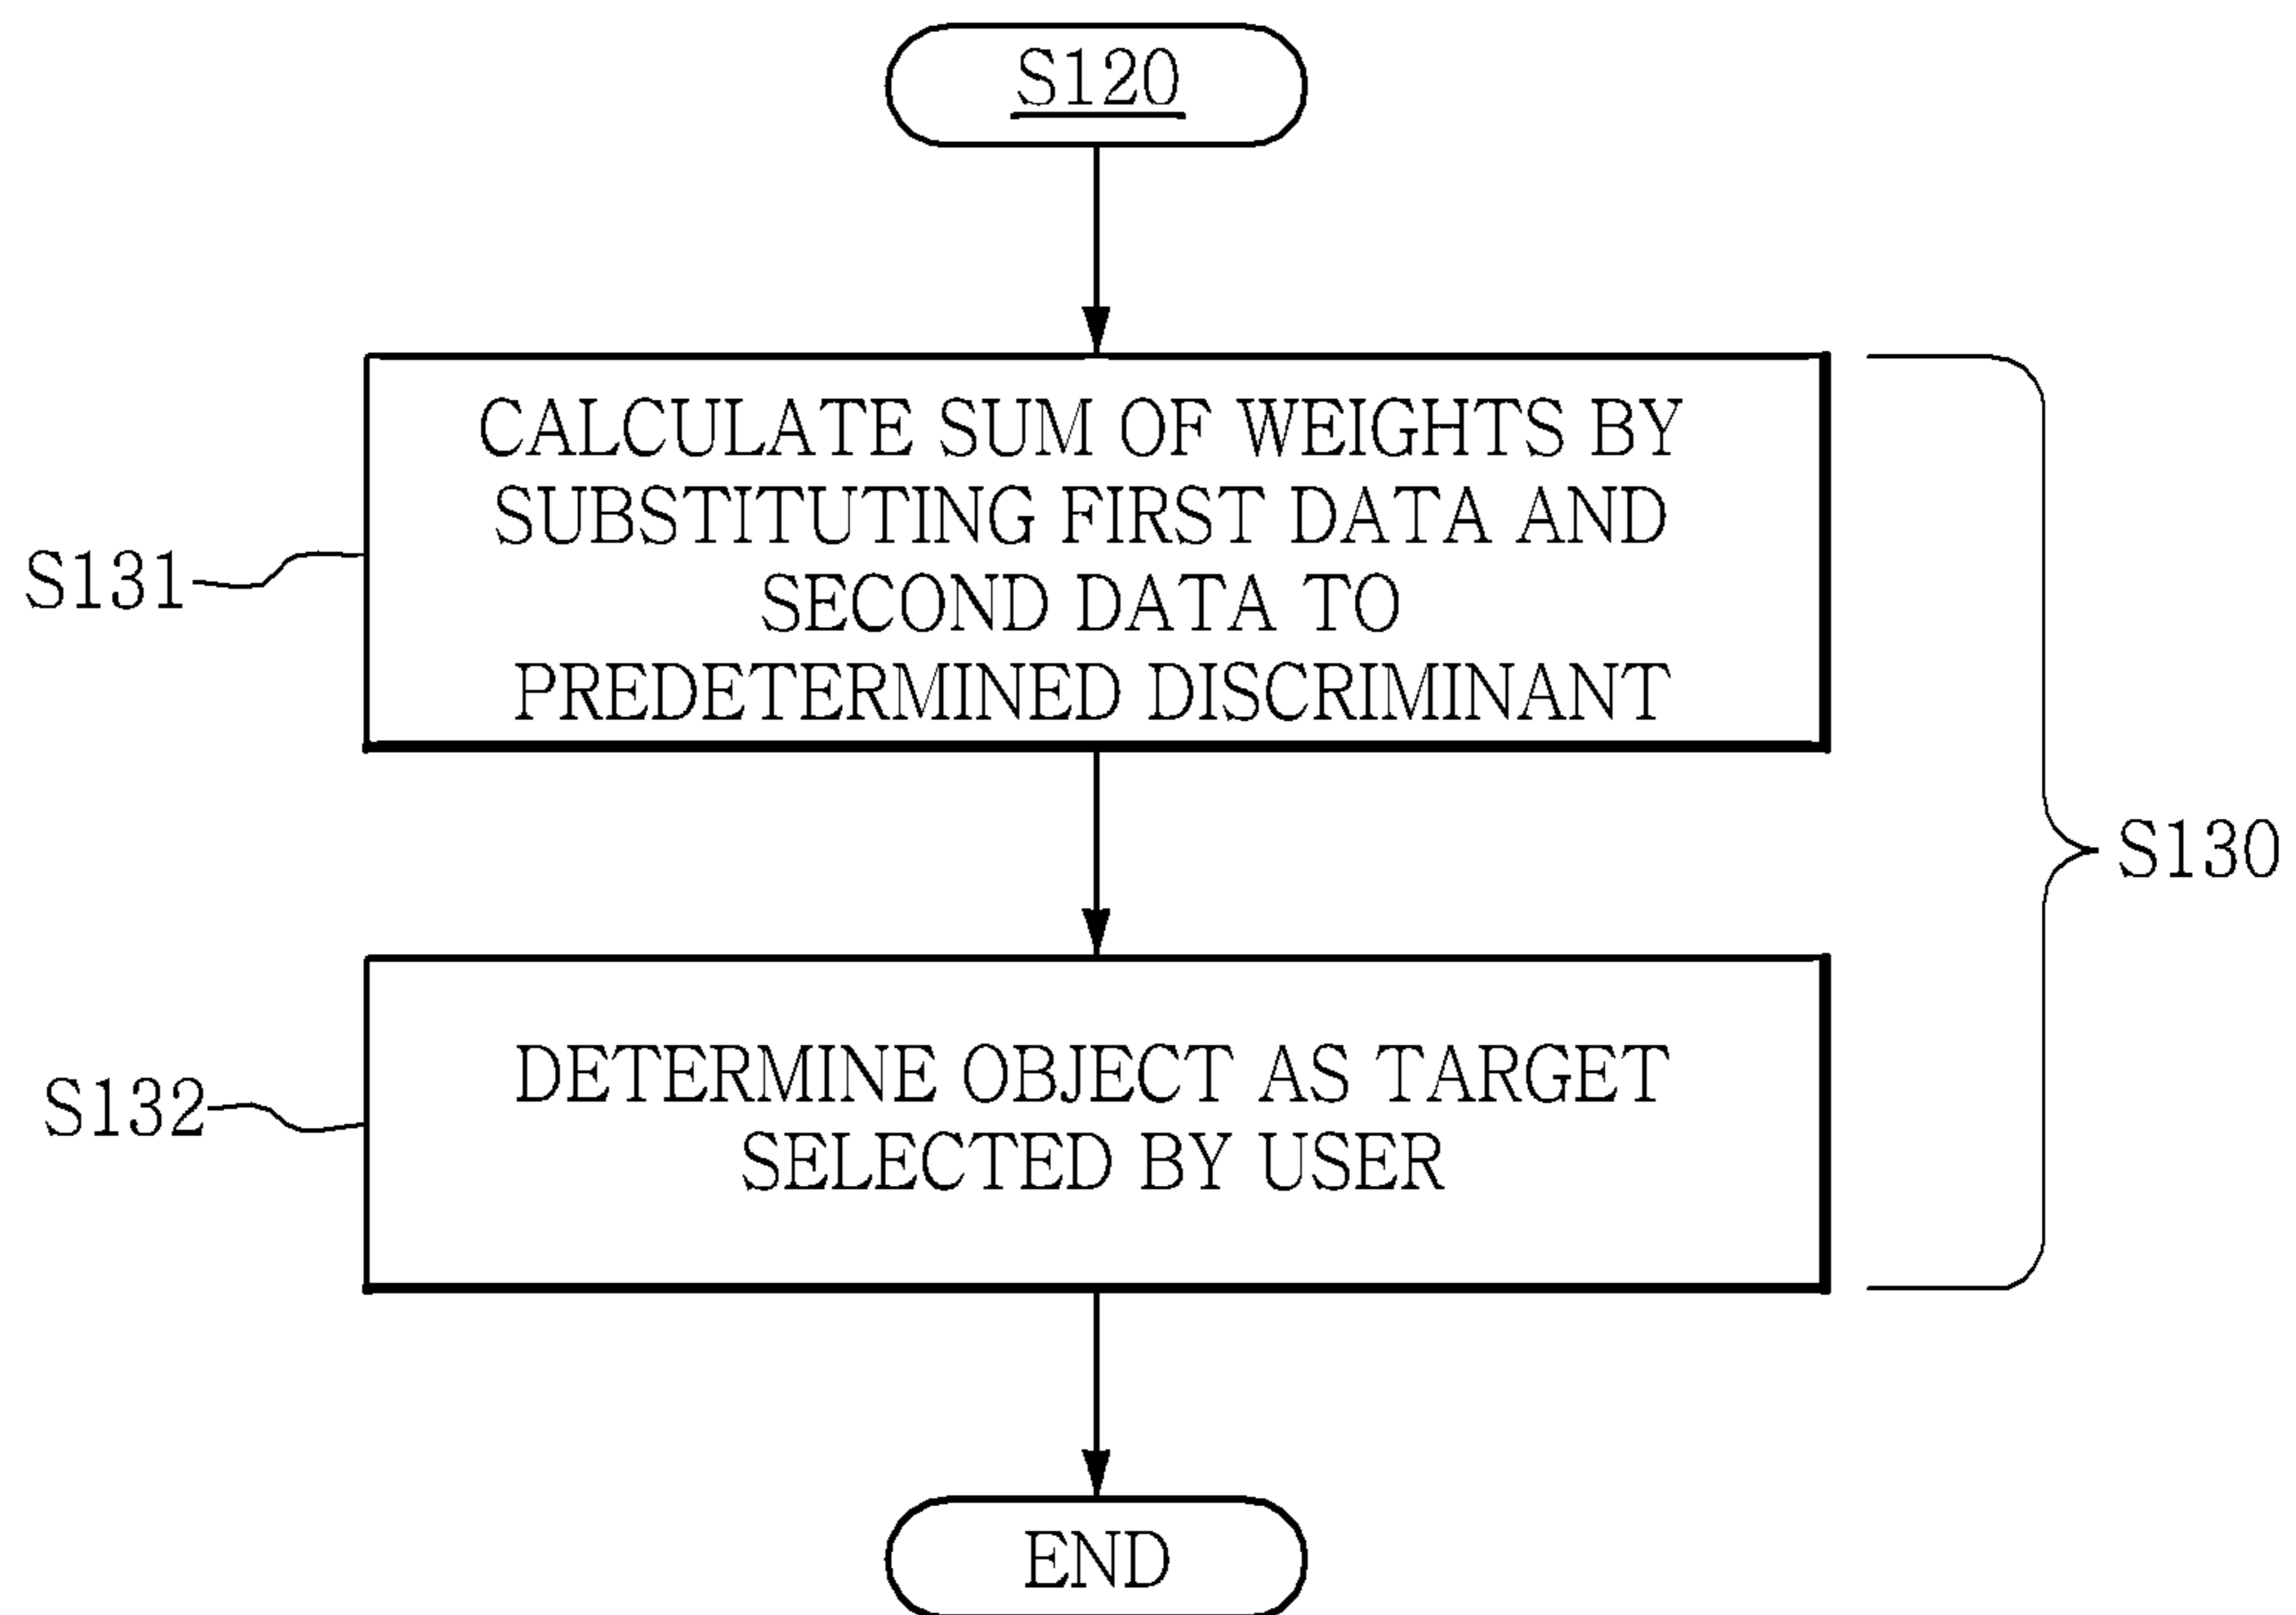 S120
CALCULATE SUM OF WEIGHTS BY
SUBSTITUTING FIRST DATA AND
SECOND DATA TO
PREDETERMINED DISCRIMINANT
S131
S130
DETERMINE OBJECT AS TARGET
SELECTED BY USER
S132
END